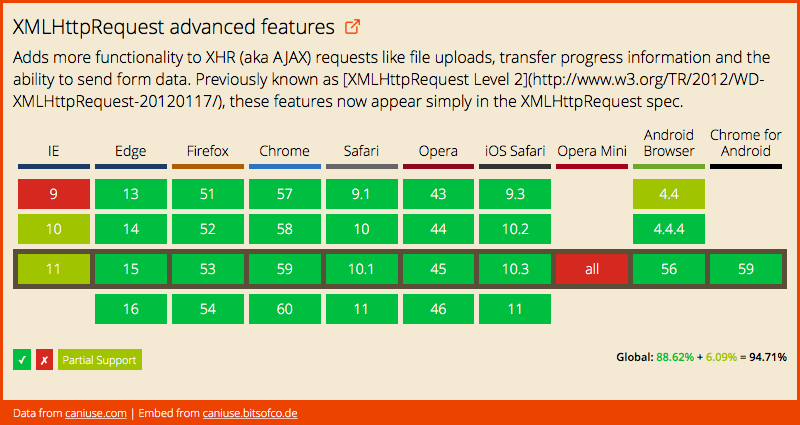 XMLHttpRequest advanced features
Adds more functionality to XHR (aka AJAX) requests like file uploads, transfer progress information and the
ability to send form data. Previously known as [XMLHttpRequest Level 2](http://www.w3.org/TR/2012/WD-
XMLHttpRequest-20120117/), these features now appear simply in the XMLHttpRequest spec.
IE Edge Firefox Chrome Safari Opera iOS Safari Opera Mini Android Browser Chrome for Android
9 13 51 57 9.1 43 9.3 4.4
10 14 52 58 10 44 10.2 4.4.4
11 15 53 59 10.1 45 10.3 all 56 59
16 54 60 11 46 11
✓ ✗ Partial Support
Global: 88.62% + 6.09% = 94.71%
Data from caniuse.com | Embed from caniuse.bitsofco.de